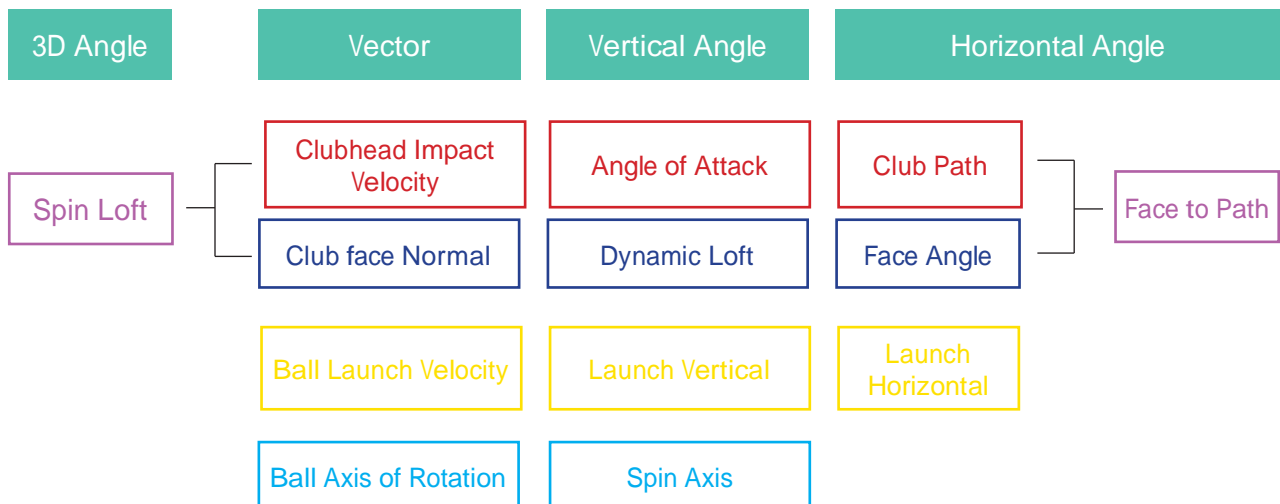 3D Angle
Vector
Vertical Angle
Horizontal Angle
Clubhead Impact
Velocity
Angle of Attack
Club Path
Spin Loft
Face to Path
Club face Normal
Dynamic Loft
Face Angle
Ball Launch Velocity
Launch Vertical
Launch
Horizontal
Ball Axis of Rotation
Spin Axis